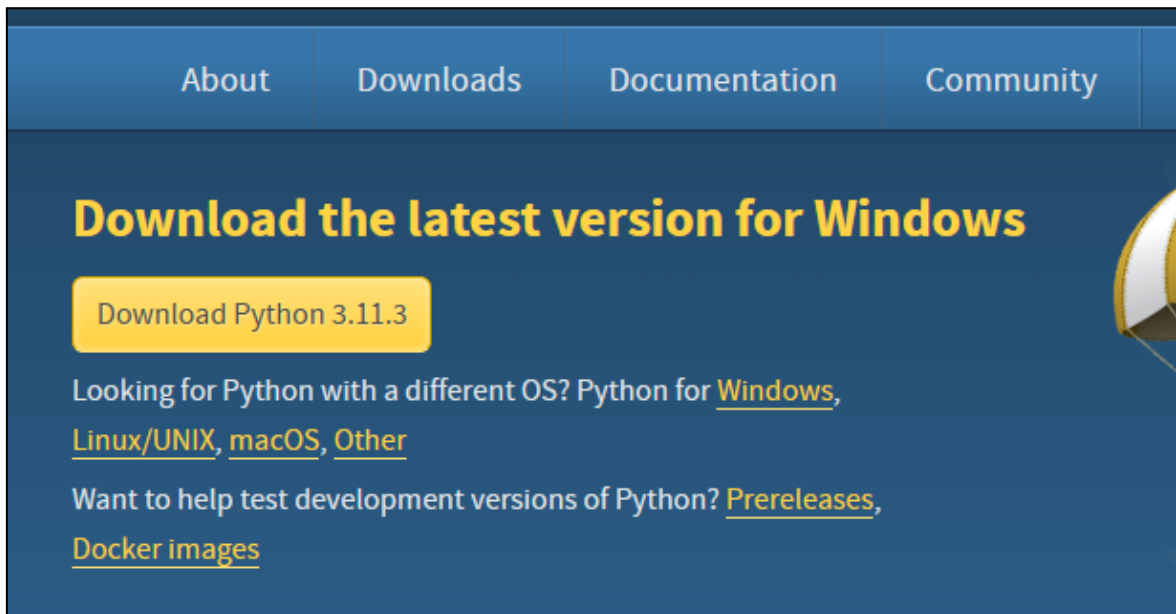 About Downloads Documentation Community
Download the latest version for Windows
Download Python 3.11.3
Looking for Python with a different OS? Python for Windows,
Linux/UNIX, macOS, Other
Want to help test development versions of Python? Prereleases,
Docker images